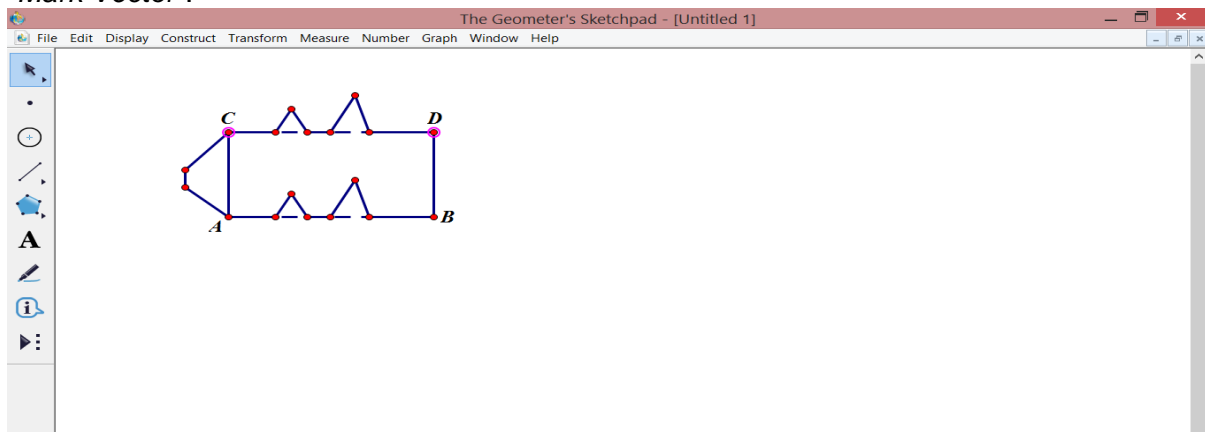 Mark Vector .
The Geometer's Sketchpad - [Untitled 1]
File Edit Display Construct Transform Measure Number Graph Window Help
C D
A B
A